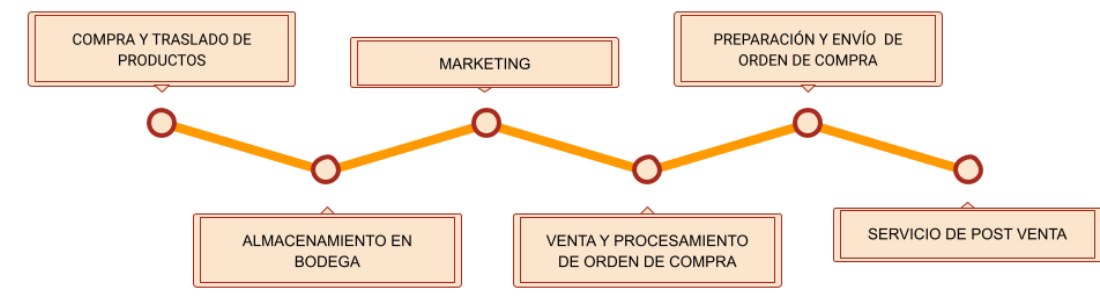 COMPRA Y TRASLADO DE
PRODUCTOS
ALMACENAMIENTO EN
BODEGA
MARKETING
VENTA Y PROCESAMIENTO
DE ORDEN DE COMPRA
PREPARACIÓN Y ENVÍO DE
ORDEN DE COMPRA
SERVICIO DE POST VENTA